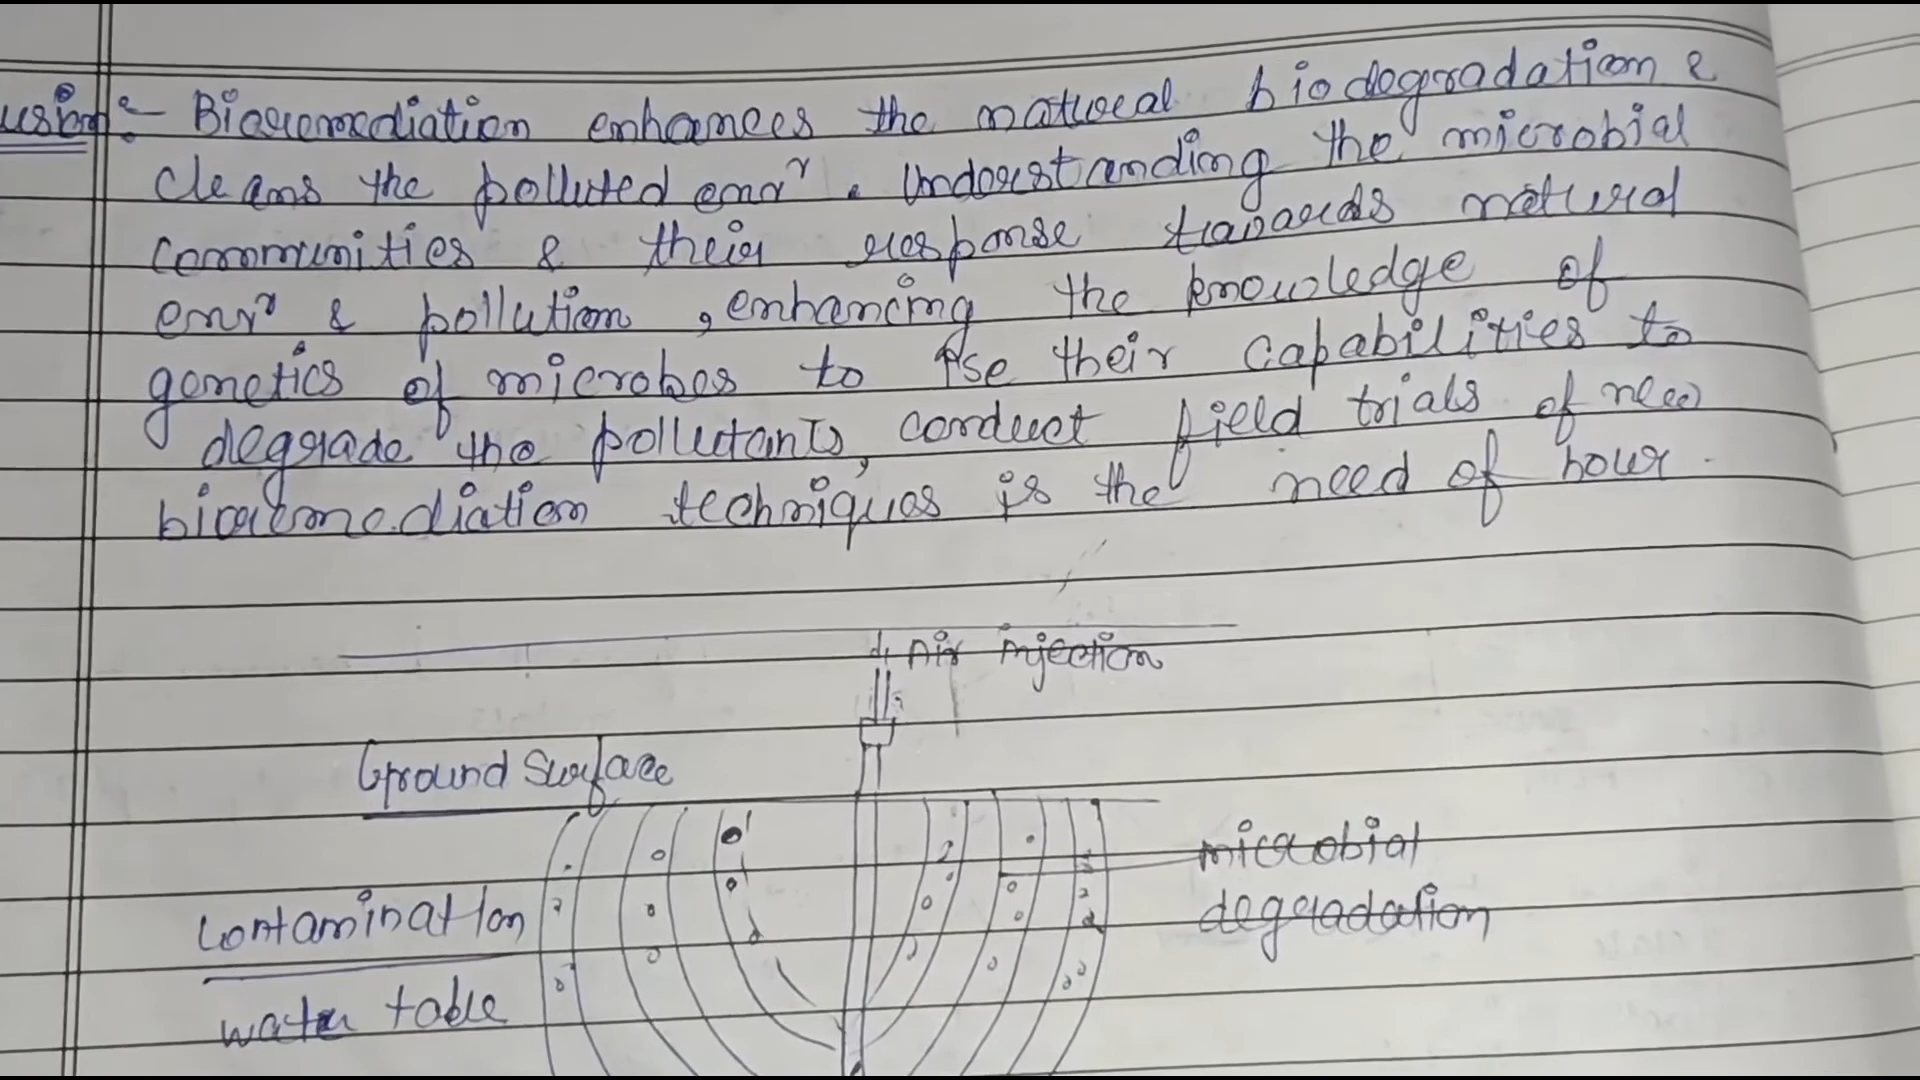 usion:- Bioremediation enhances the natural biodegradation &
cleans the polluted envr. Understanding the microbial
communities & their response towards natural
envr & pollution, enhancing the knowledge of
genetics of microbes to ↑se their capabilities to
degrade the pollutants, conduct field trials of new
bioremediation techniques is the need of hour.
Air injection
Ground Surface
microbial
Contamination
degradation
water table